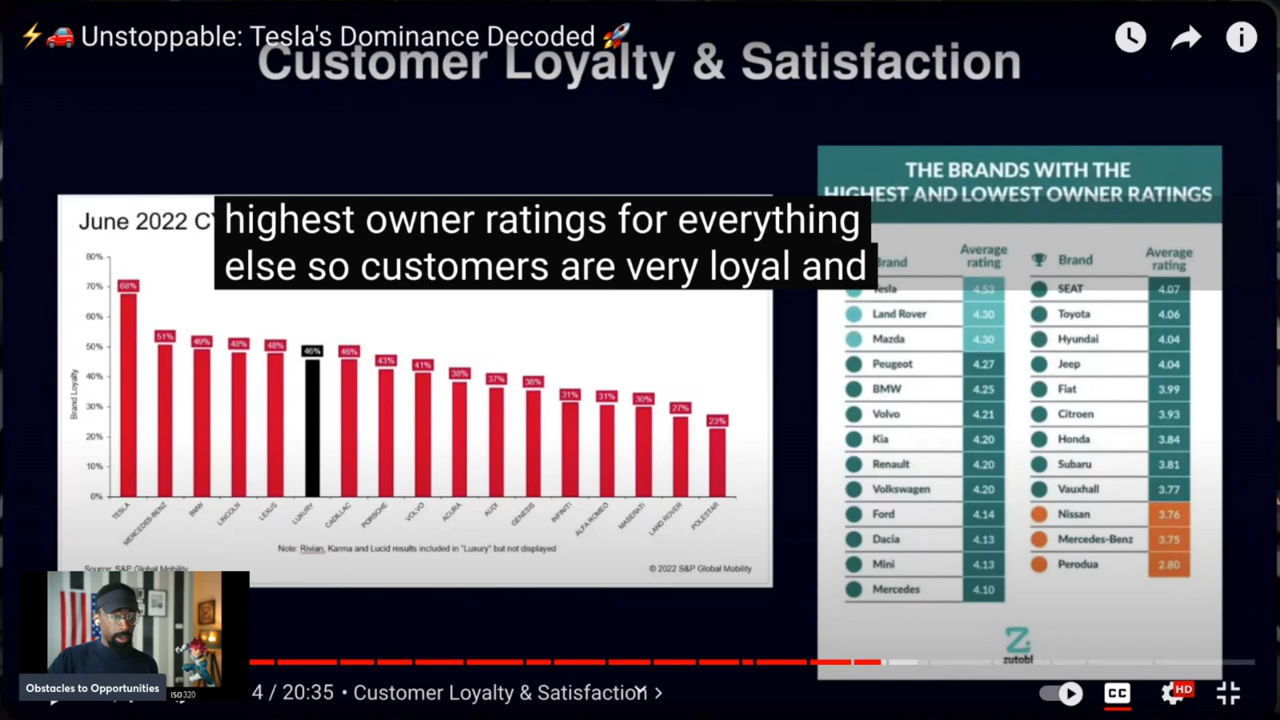 ⚡🚗 Unstoppable: Tesla's Dominance Decoded 🚀
Customer Loyalty & Satisfaction
June 2022 CY
highest owner ratings for everything
else so customers are very loyal and
80%
70%
60%
50%
40%
30%
20%
10%
0%
Brand Loyalty
68%
51%
49%
48%
48%
46%
46%
43%
41%
38%
37%
36%
31%
31%
30%
27%
23%
TESLA
MERCEDES-BENZ
BMW
LINCOLN
LEXUS
LUXURY
CADILLAC
PORSCHE
VOLVO
ACURA
AUDI
GENESIS
INFINITI
ALFA ROMEO
MASERATI
LAND ROVER
POLESTAR
Note: Rivian, Karma and Lucid results included in "Luxury" but not displayed
Source: S&P Global Mobility
© 2022 S&P Global Mobility
THE BRANDS WITH THE
HIGHEST AND LOWEST OWNER RATINGS
Brand Average rating
Tesla 4.53
Land Rover 4.30
Mazda 4.30
Peugeot 4.27
BMW 4.25
Volvo 4.21
Kia 4.20
Renault 4.20
Volkswagen 4.20
Ford 4.14
Dacia 4.13
Mini 4.13
Mercedes 4.10
Brand Average rating
SEAT 4.07
Toyota 4.06
Hyundai 4.04
Jeep 4.04
Fiat 3.99
Citroen 3.93
Honda 3.84
Subaru 3.81
Vauxhall 3.77
Nissan 3.76
Mercedes-Benz 3.75
Perodua 2.80
zutobi
Obstacles to Opportunities
ISO 320
4 / 20:35 • Customer Loyalty & Satisfaction >
CC
HD